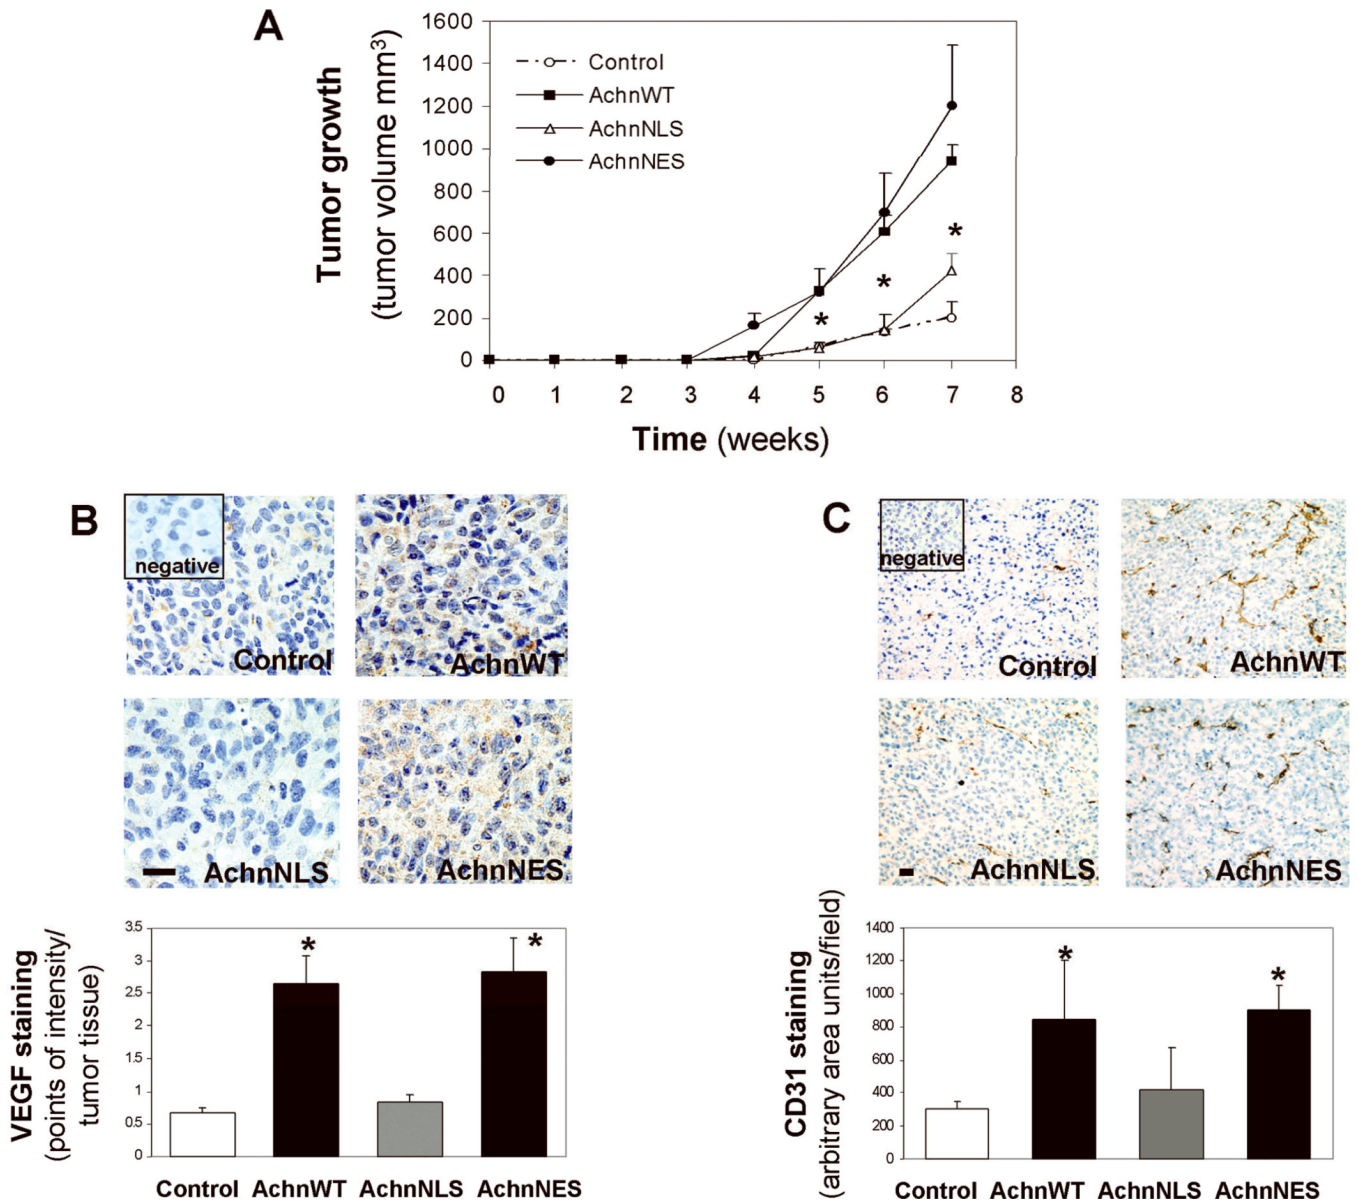 A
Tumor growth
(tumor volume mm³)
1600
1400
1200
1000
800
600
400
200
0
Control
AchnWT
AchnNLS
AchnNES
*
*
*
0 1 2 3 4 5 6 7 8
Time (weeks)
B
negative
Control
AchnWT
AchnNLS
AchnNES
VEGF staining
(points of intensity/
tumor tissue)
3.5
3
2.5
2
1.5
1
0.5
0
*
*
Control AchnWT AchnNLS AchnNES
C
negative
Control
AchnWT
AchnNLS
AchnNES
CD31 staining
(arbitrary area units/field)
1400
1200
1000
800
600
400
200
0
*
*
Control AchnWT AchnNLS AchnNES